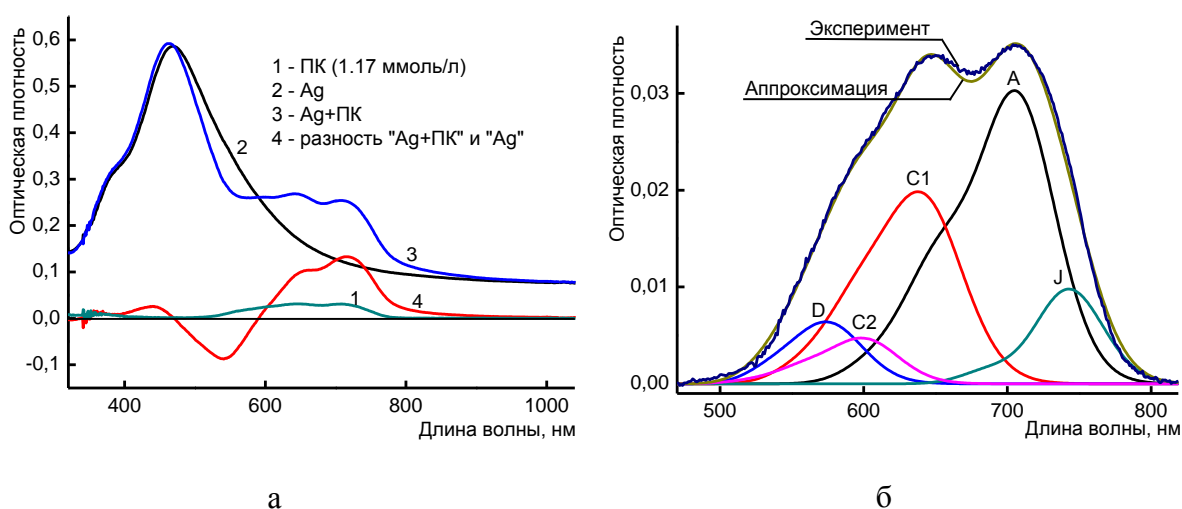 Оптическая плотность
0,6
0,5
0,4
0,3
0,2
0,1
0,0
-0,1
1 - ПК (1.17 ммоль/л)
2 - Ag
3 - Ag+ПК
4 - разность "Ag+ПК" и "Ag"
2
3
1
4
400
600
800
1000
Длина волны, нм
а
Оптическая плотность
0,03
0,02
0,01
0,00
Эксперимент
Аппроксимация
A
C1
J
D
C2
500
600
700
800
Длина волны, нм
б